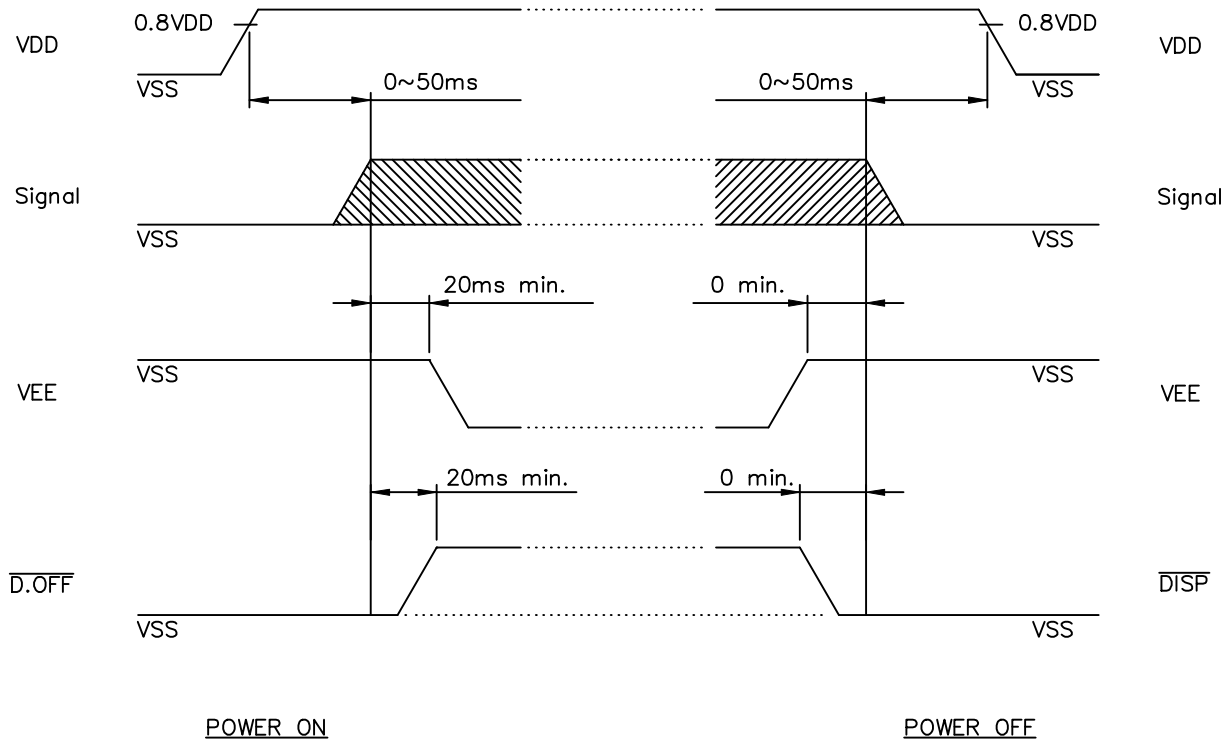 0.8VDD 0.8VDD
VDD VDD
VSS 0~50ms 0~50ms VSS
Signal Signal
VSS VSS
20ms min. 0 min.
VSS VSS
VEE VEE
20ms min. 0 min.
D.OFF DISP
VSS VSS
POWER ON POWER OFF